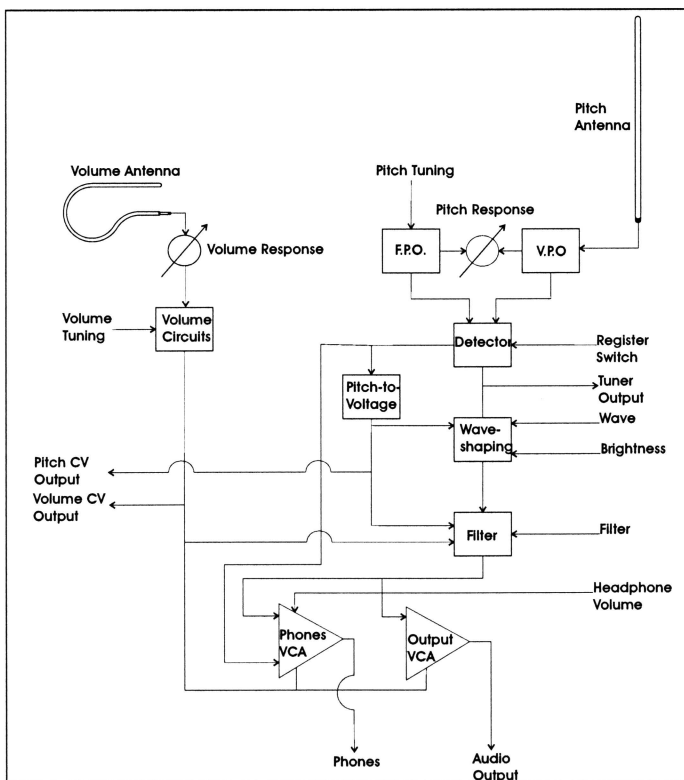 Pitch
Antenna
Volume Antenna
Pitch Tuning
Pitch Response
Volume Response
F.P.O.
V.P.O
Volume
Tuning
Volume
Circuits
Detector
Register
Switch
Pitch-to-
Voltage
Tuner
Output
Wave-
shaping
Wave
Brightness
Pitch CV
Output
Volume CV
Output
Filter
Filter
Headphone
Volume
Phones
VCA
Output
VCA
Phones
Audio
Output